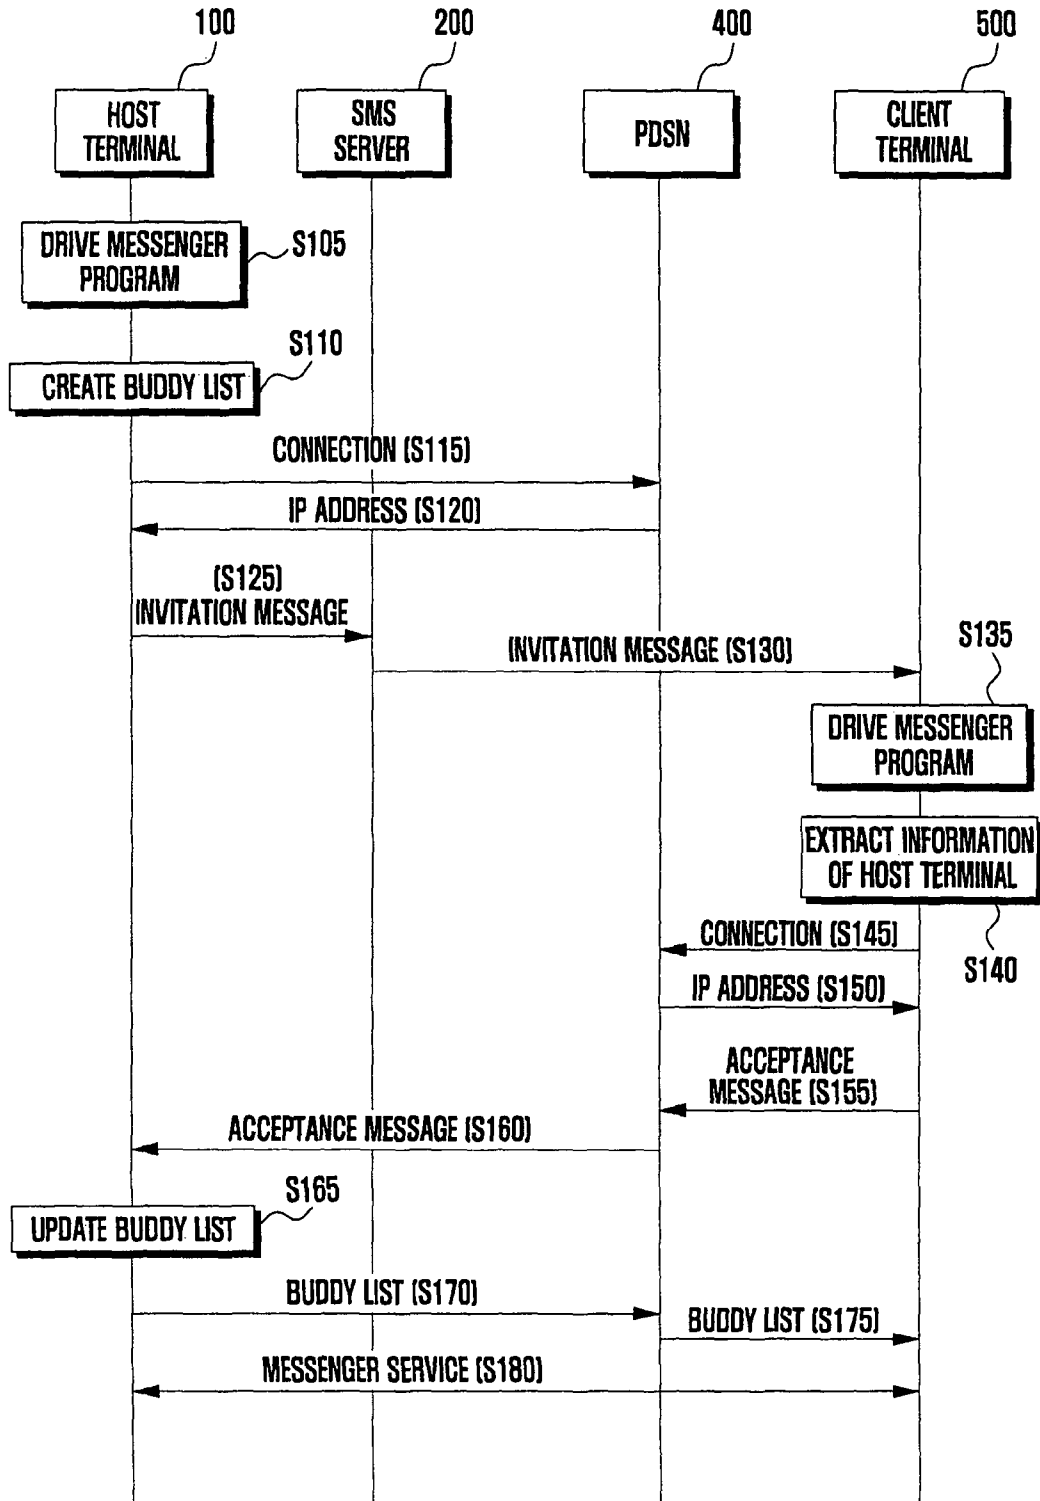 100
200
400
500
HOST
TERMINAL
SMS
SERVER
PDSN
CLIENT
TERMINAL
DRIVE MESSENGER
PROGRAM
S105
S110
CREATE BUDDY LIST
CONNECTION (S115)
IP ADDRESS (S120)
(S125)
INVITATION MESSAGE
INVITATION MESSAGE (S130)
S135
DRIVE MESSENGER
PROGRAM
EXTRACT INFORMATION
OF HOST TERMINAL
CONNECTION (S145)
S140
IP ADDRESS (S150)
ACCEPTANCE
MESSAGE (S155)
ACCEPTANCE MESSAGE (S160)
S165
UPDATE BUDDY LIST
BUDDY LIST (S170)
BUDDY LIST (S175)
MESSENGER SERVICE (S180)